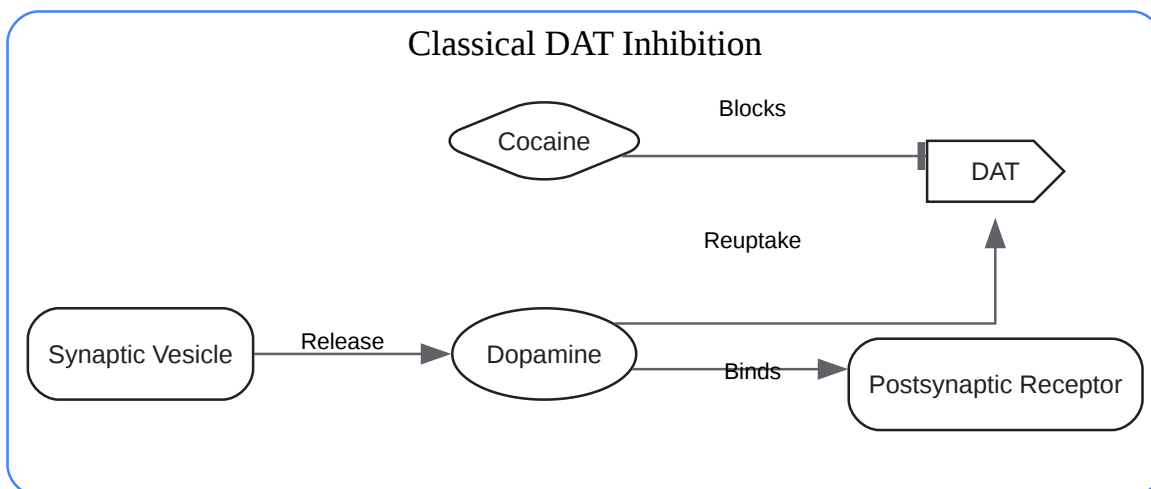 Classical DAT Inhibition
Blocks
Cocaine
DAT
Reuptake
Release
Synaptic Vesicle
Dopamine
Binds
Postsynaptic Receptor